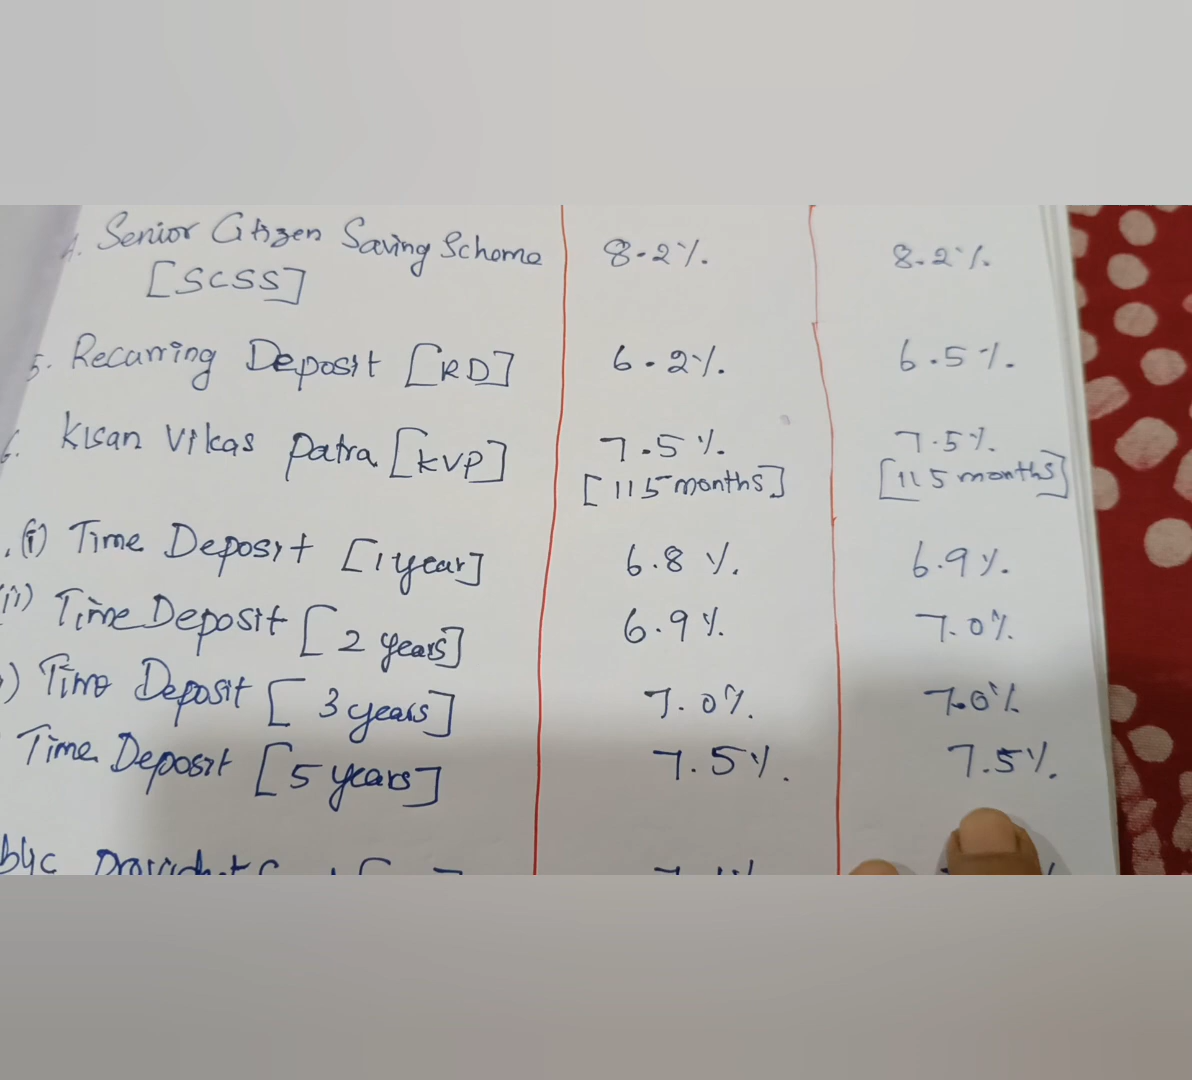 4. Senior Citizen Saving Scheme 8.2% 8.2%
[SCSS]
5. Recurring Deposit [RD] 6.2% 6.5%
6. Kisan Vikas Patra [KVP] 7.5% 7.5%
[115 months] [115 months]
(i) Time Deposit [1 year] 6.8% 6.9%
(ii) Time Deposit [2 years] 6.9% 7.0%
) Time Deposit [3 years] 7.0% 7.0%
Time Deposit [5 years] 7.5% 7.5%